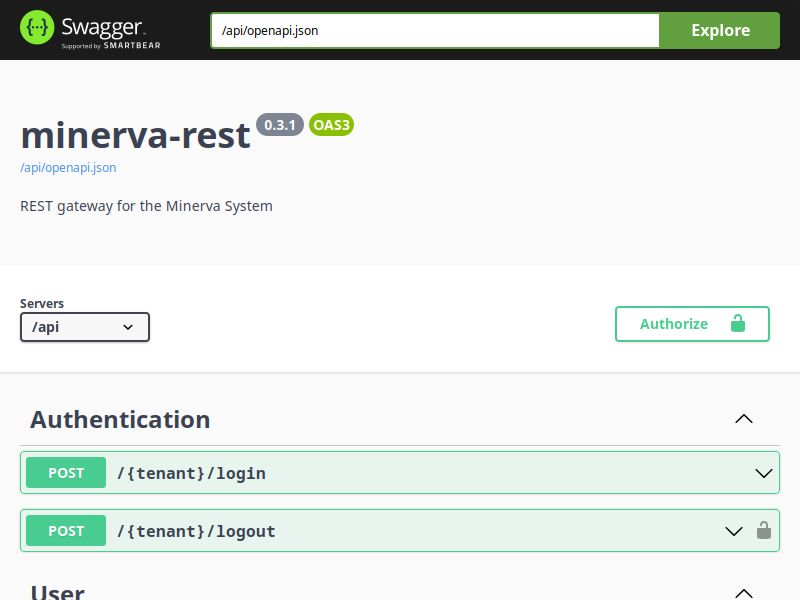 Swagger
Supported by SMARTBEAR
/api/openapi.json
Explore
minerva-rest 0.3.1 OAS3
/api/openapi.json
REST gateway for the Minerva System
Servers
/api
Authorize
Authentication
POST /{tenant}/login
POST /{tenant}/logout
User